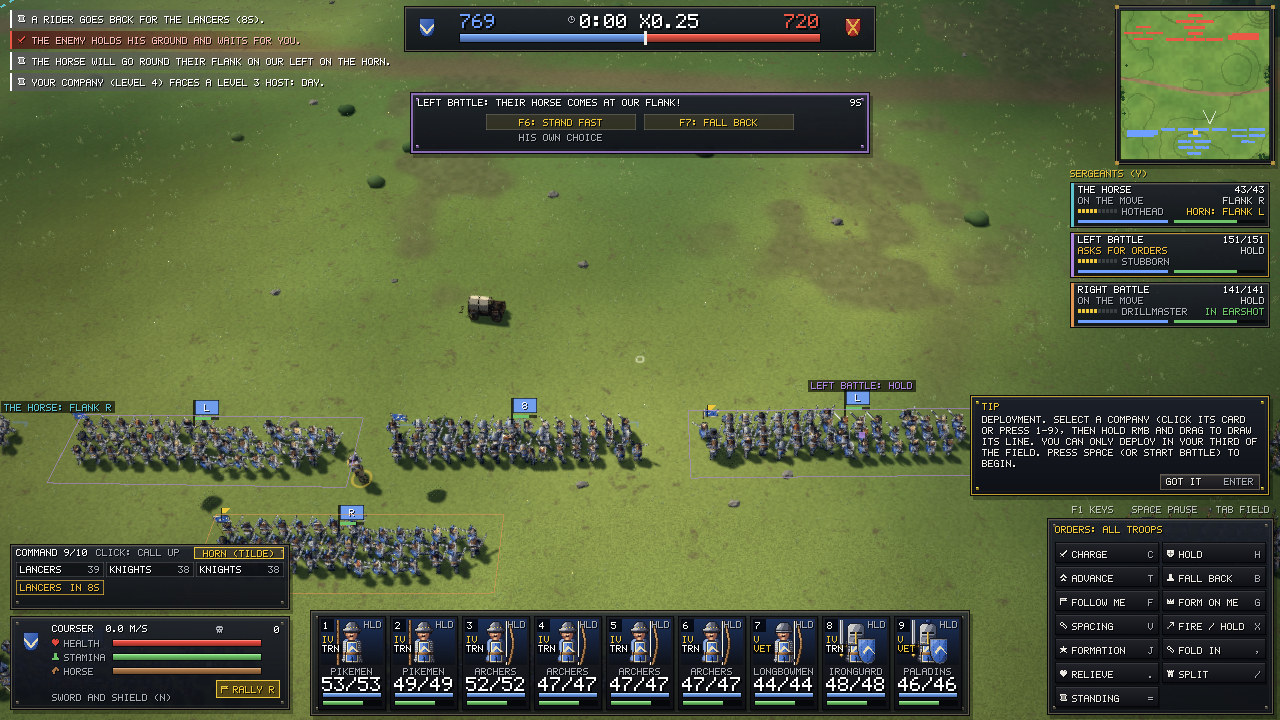 A RIDER GOES BACK FOR THE LANCERS (8S).
THE ENEMY HOLDS HIS GROUND AND WAITS FOR YOU.
THE HORSE WILL GO ROUND THEIR FLANK ON OUR LEFT ON THE HORN.
YOUR COMPANY (LEVEL 4) FACES A LEVEL 3 HOST: DAY.
769 0:00 X0.25 720
LEFT BATTLE: THEIR HORSE COMES AT OUR FLANK! 9S
F6: STAND FAST F7: FALL BACK
HIS OWN CHOICE
SERGEANTS (Y)
THE HORSE 43/43
ON THE MOVE FLANK R
HOTHEAD HORN: FLANK L
LEFT BATTLE 151/151
ASKS FOR ORDERS HOLD
STUBBORN
RIGHT BATTLE 141/141
ON THE MOVE HOLD
DRILLMASTER IN EARSHOT
LEFT BATTLE: HOLD
THE HORSE: FLANK R
L
8
L
R
TIP
DEPLOYMENT. SELECT A COMPANY (CLICK ITS CARD
OR PRESS 1-9), THEN HOLD RMB AND DRAG TO DRAW
ITS LINE. YOU CAN ONLY DEPLOY IN YOUR THIRD OF
THE FIELD. PRESS SPACE (OR START BATTLE) TO
BEGIN.
GOT IT ENTER
F1 KEYS SPACE PAUSE TAB FIELD
ORDERS: ALL TROOPS
CHARGE C HOLD H
ADVANCE T FALL BACK B
FOLLOW ME F FORM ON ME G
SPACING V FIRE / HOLD X
FORMATION J FOLD IN ,
RELIEVE . SPLIT /
STANDING =
COMMAND 9/10 CLICK: CALL UP HORN (TILDE)
LANCERS 39 KNIGHTS 38 KNIGHTS 38
LANCERS IN 8S
COURSER 0.0 M/S 0
HEALTH
STAMINA
HORSE
SWORD AND SHIELD (N) RALLY R
1 HLD IV TRN PIKEMEN 53/53
2 HLD IV TRN PIKEMEN 49/49
3 HLD IV TRN ARCHERS 52/52
4 HLD IV TRN ARCHERS 47/47
5 HLD IV TRN ARCHERS 47/47
6 HLD IV TRN ARCHERS 47/47
7 HLD V VET LONGBOWMEN 44/44
8 HLD IV TRN IRONGUARD 48/48
9 HLD V VET PALADINS 46/46